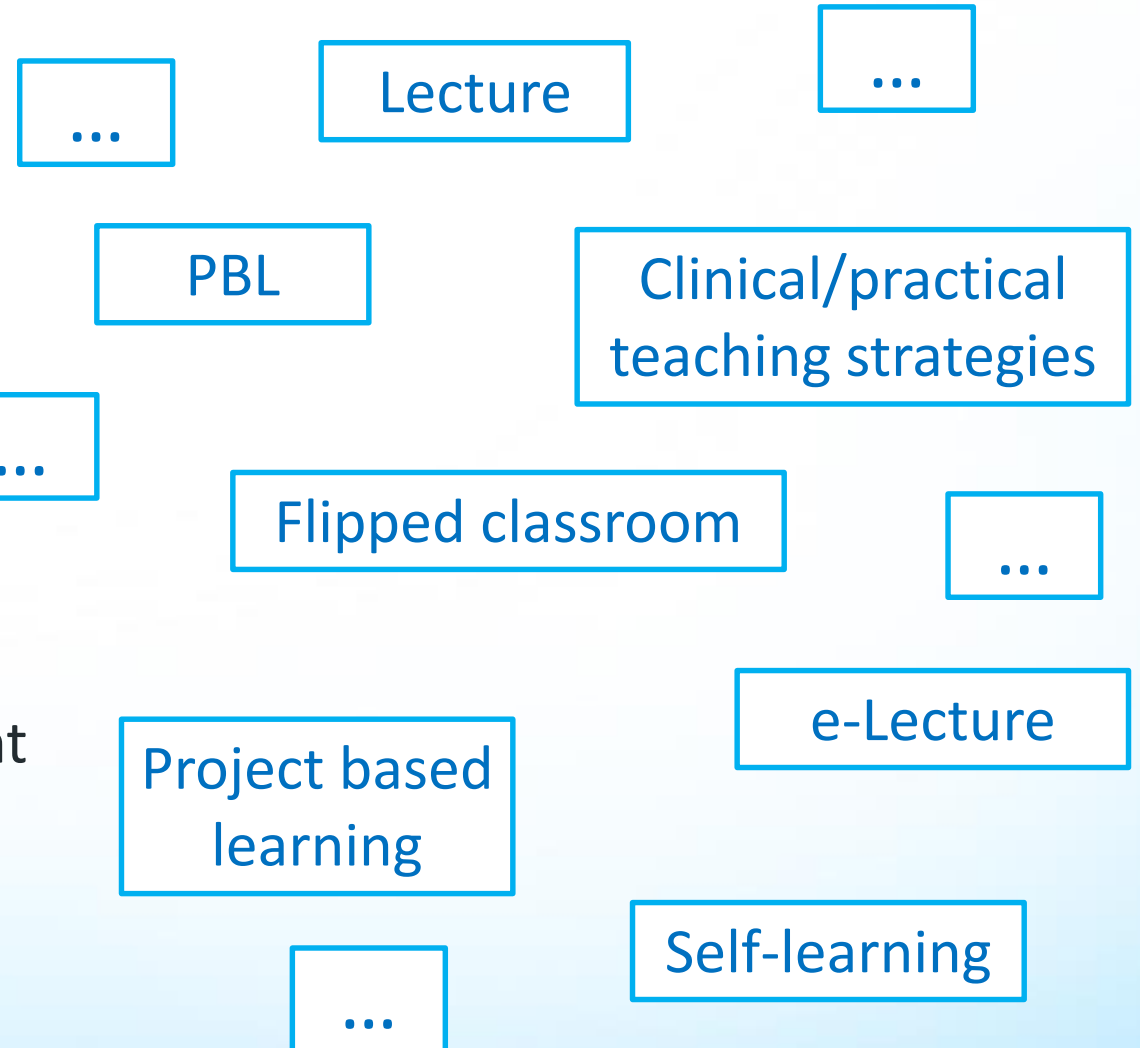 ...
Lecture
...
PBL
Clinical/practical
teaching strategies
...
Flipped classroom
...
e-Lecture
Project based
learning
Self-learning
...